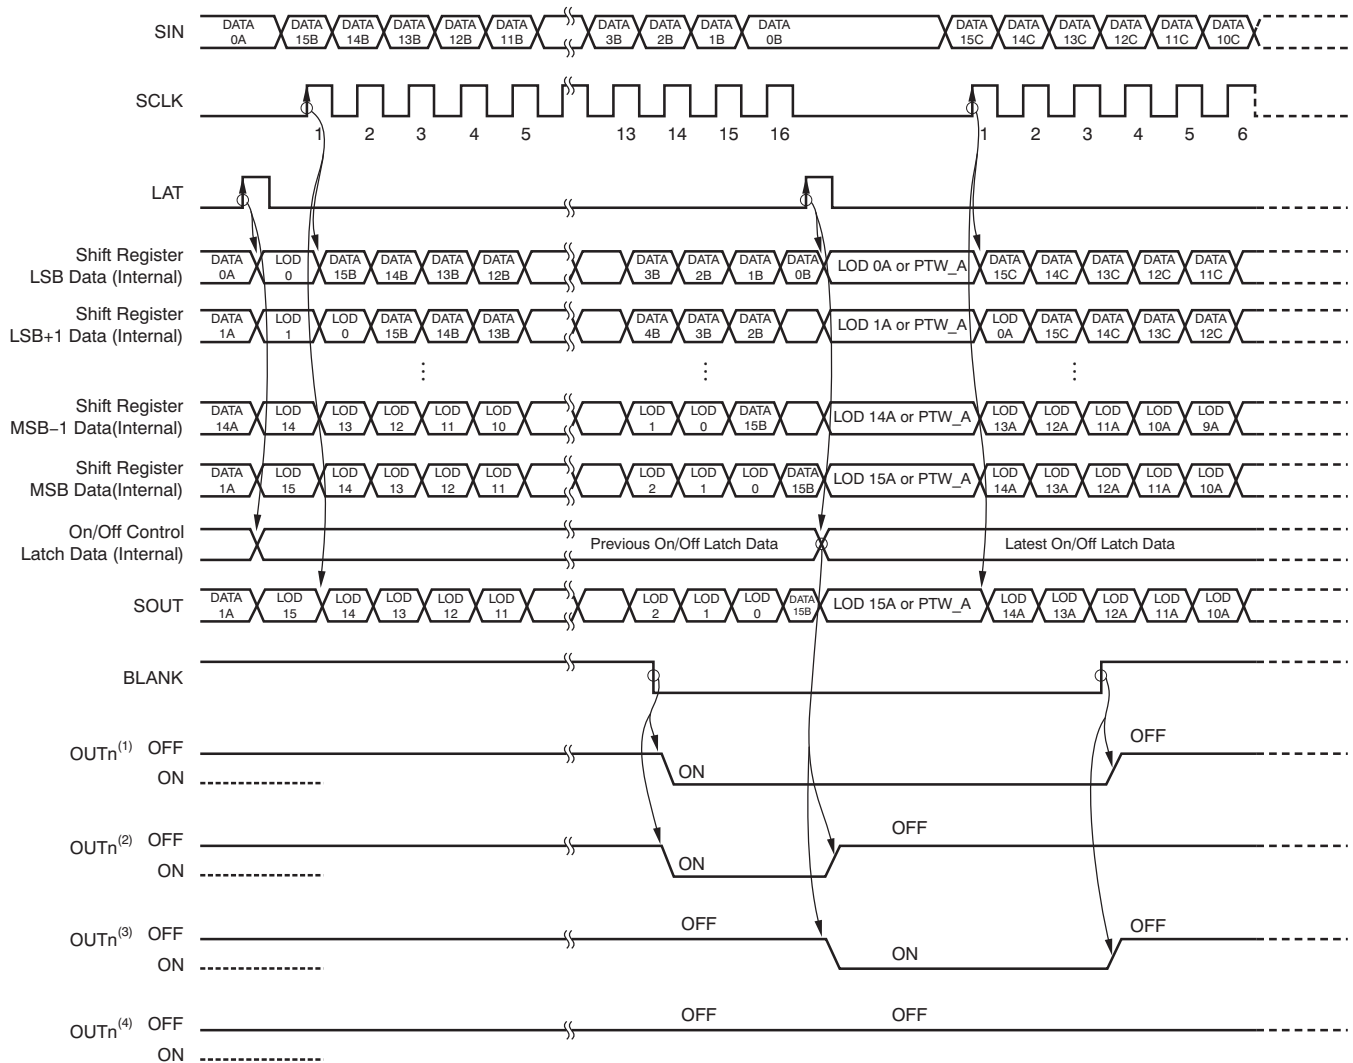 SIN DATA 0A DATA 15B DATA 14B DATA 13B DATA 12B DATA 11B DATA 3B DATA 2B DATA 1B DATA 0B DATA 15C DATA 14C DATA 13C DATA 12C DATA 11C DATA 10C
SCLK
1 2 3 4 5 13 14 15 16 1 2 3 4 5 6
LAT
Shift Register
LSB Data (Internal)
DATA 0A LOD 0 DATA 15B DATA 14B DATA 13B DATA 12B DATA 3B DATA 2B DATA 1B DATA 0B LOD 0A or PTW_A DATA 15C DATA 14C DATA 13C DATA 12C DATA 11C
Shift Register
LSB+1 Data (Internal)
DATA 1A LOD 1 LOD 0 DATA 15B DATA 14B DATA 13B DATA 4B DATA 3B DATA 2B LOD 1A or PTW_A LOD 0A DATA 15C DATA 14C DATA 13C DATA 12C
Shift Register
MSB−1 Data(Internal)
DATA 14A LOD 14 LOD 13 LOD 12 LOD 11 LOD 10 LOD 1 LOD 0 DATA 15B LOD 14A or PTW_A LOD 13A LOD 12A LOD 11A LOD 10A LOD 9A
Shift Register
MSB Data(Internal)
DATA 1A LOD 15 LOD 14 LOD 13 LOD 12 LOD 11 LOD 2 LOD 1 LOD 0 DATA 15B LOD 15A or PTW_A LOD 14A LOD 13A LOD 12A LOD 11A LOD 10A
On/Off Control
Latch Data (Internal)
Previous On/Off Latch Data Latest On/Off Latch Data
SOUT DATA 1A LOD 15 LOD 14 LOD 13 LOD 12 LOD 11 LOD 2 LOD 1 LOD 0 DATA 15B LOD 15A or PTW_A LOD 14A LOD 13A LOD 12A LOD 11A LOD 10A
BLANK
OUTn(1) OFF OFF
ON ON
OUTn(2) OFF OFF
ON ON
OUTn(3) OFF OFF OFF
ON ON
OUTn(4) OFF OFF OFF
ON